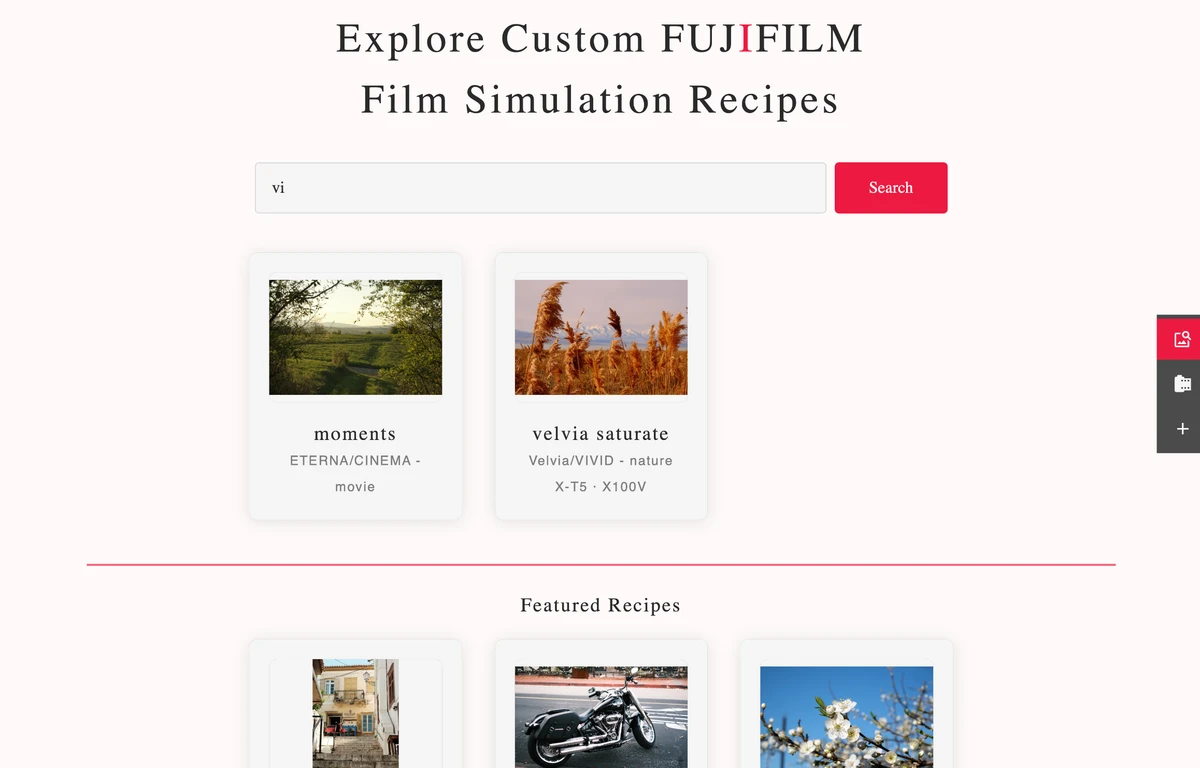 Explore Custom FUJIFILM
Film Simulation Recipes
vi
Search
moments
ETERNA/CINEMA -
movie
velvia saturate
Velvia/VIVID - nature
X-T5 · X100V
Featured Recipes